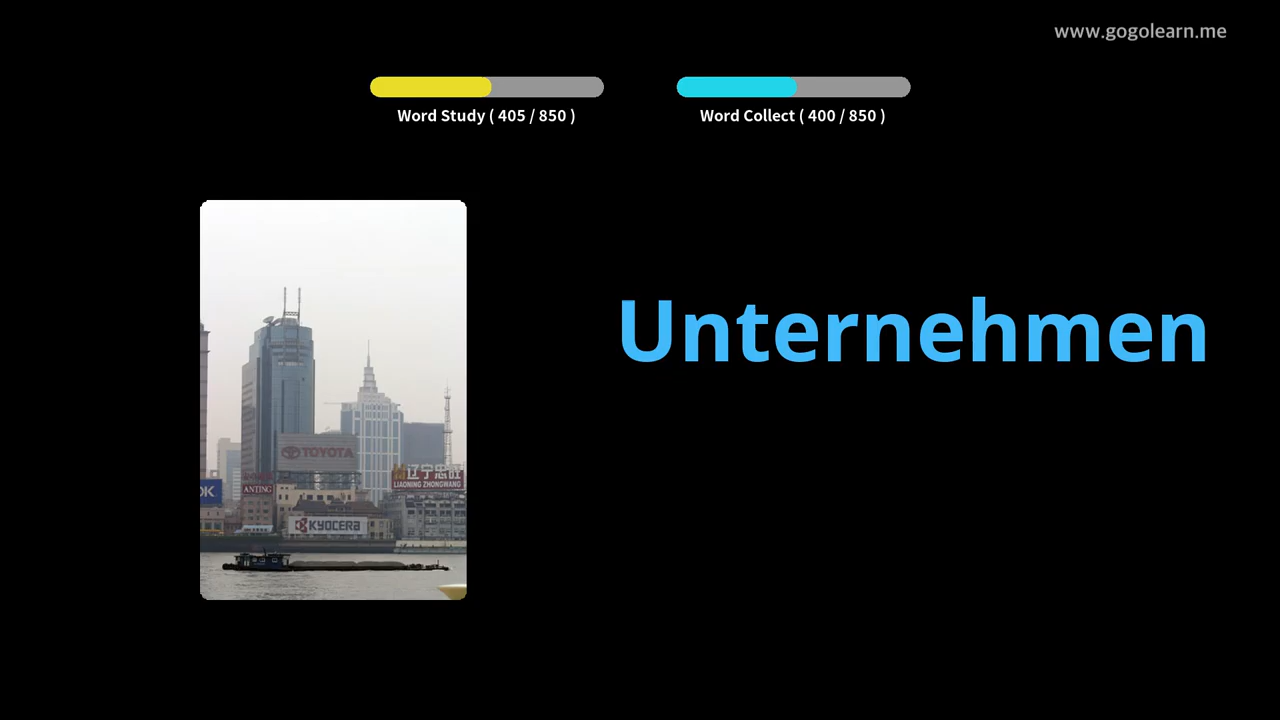 www.gogolearn.me
Word Study ( 405 / 850 )
Word Collect ( 400 / 850 )
Unternehmen
TOYOTA
辽宁忠旺
LIAONING ZHONGWANG
OK
ANTING
KYOCERA